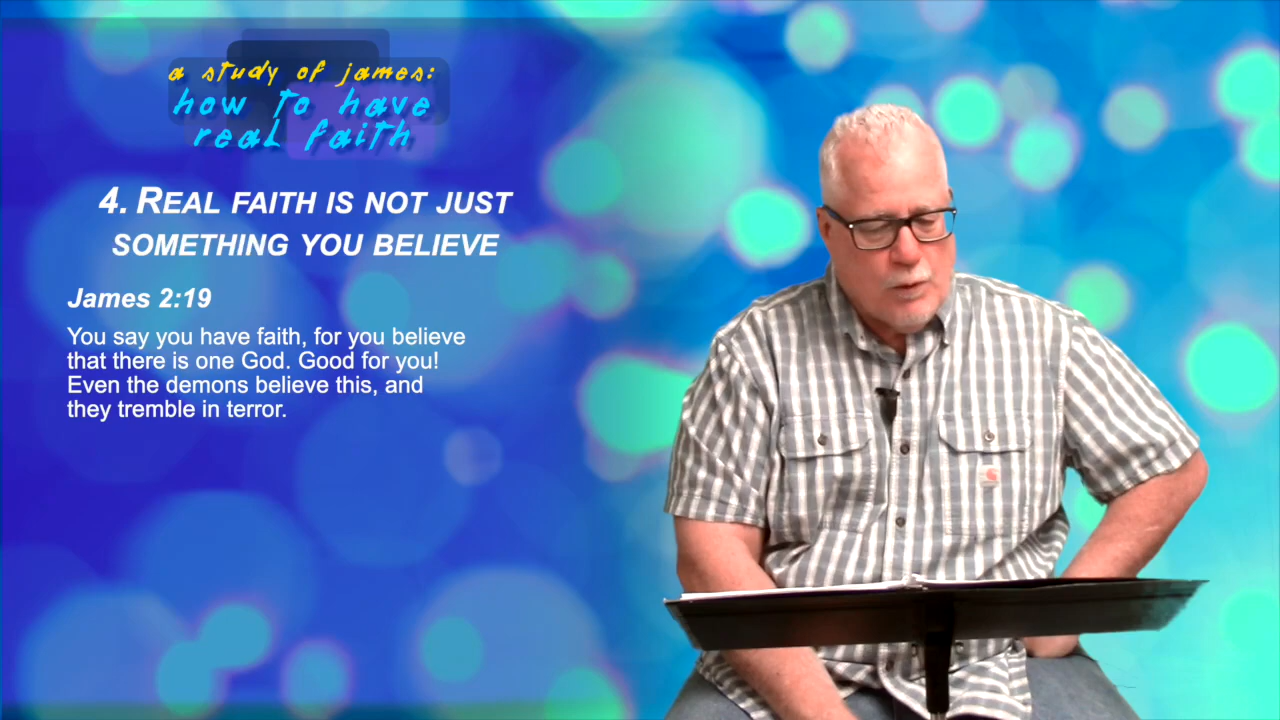 a study of james:
how to have
real faith
4. REAL FAITH IS NOT JUST
SOMETHING YOU BELIEVE
James 2:19
You say you have faith, for you believe
that there is one God. Good for you!
Even the demons believe this, and
they tremble in terror.